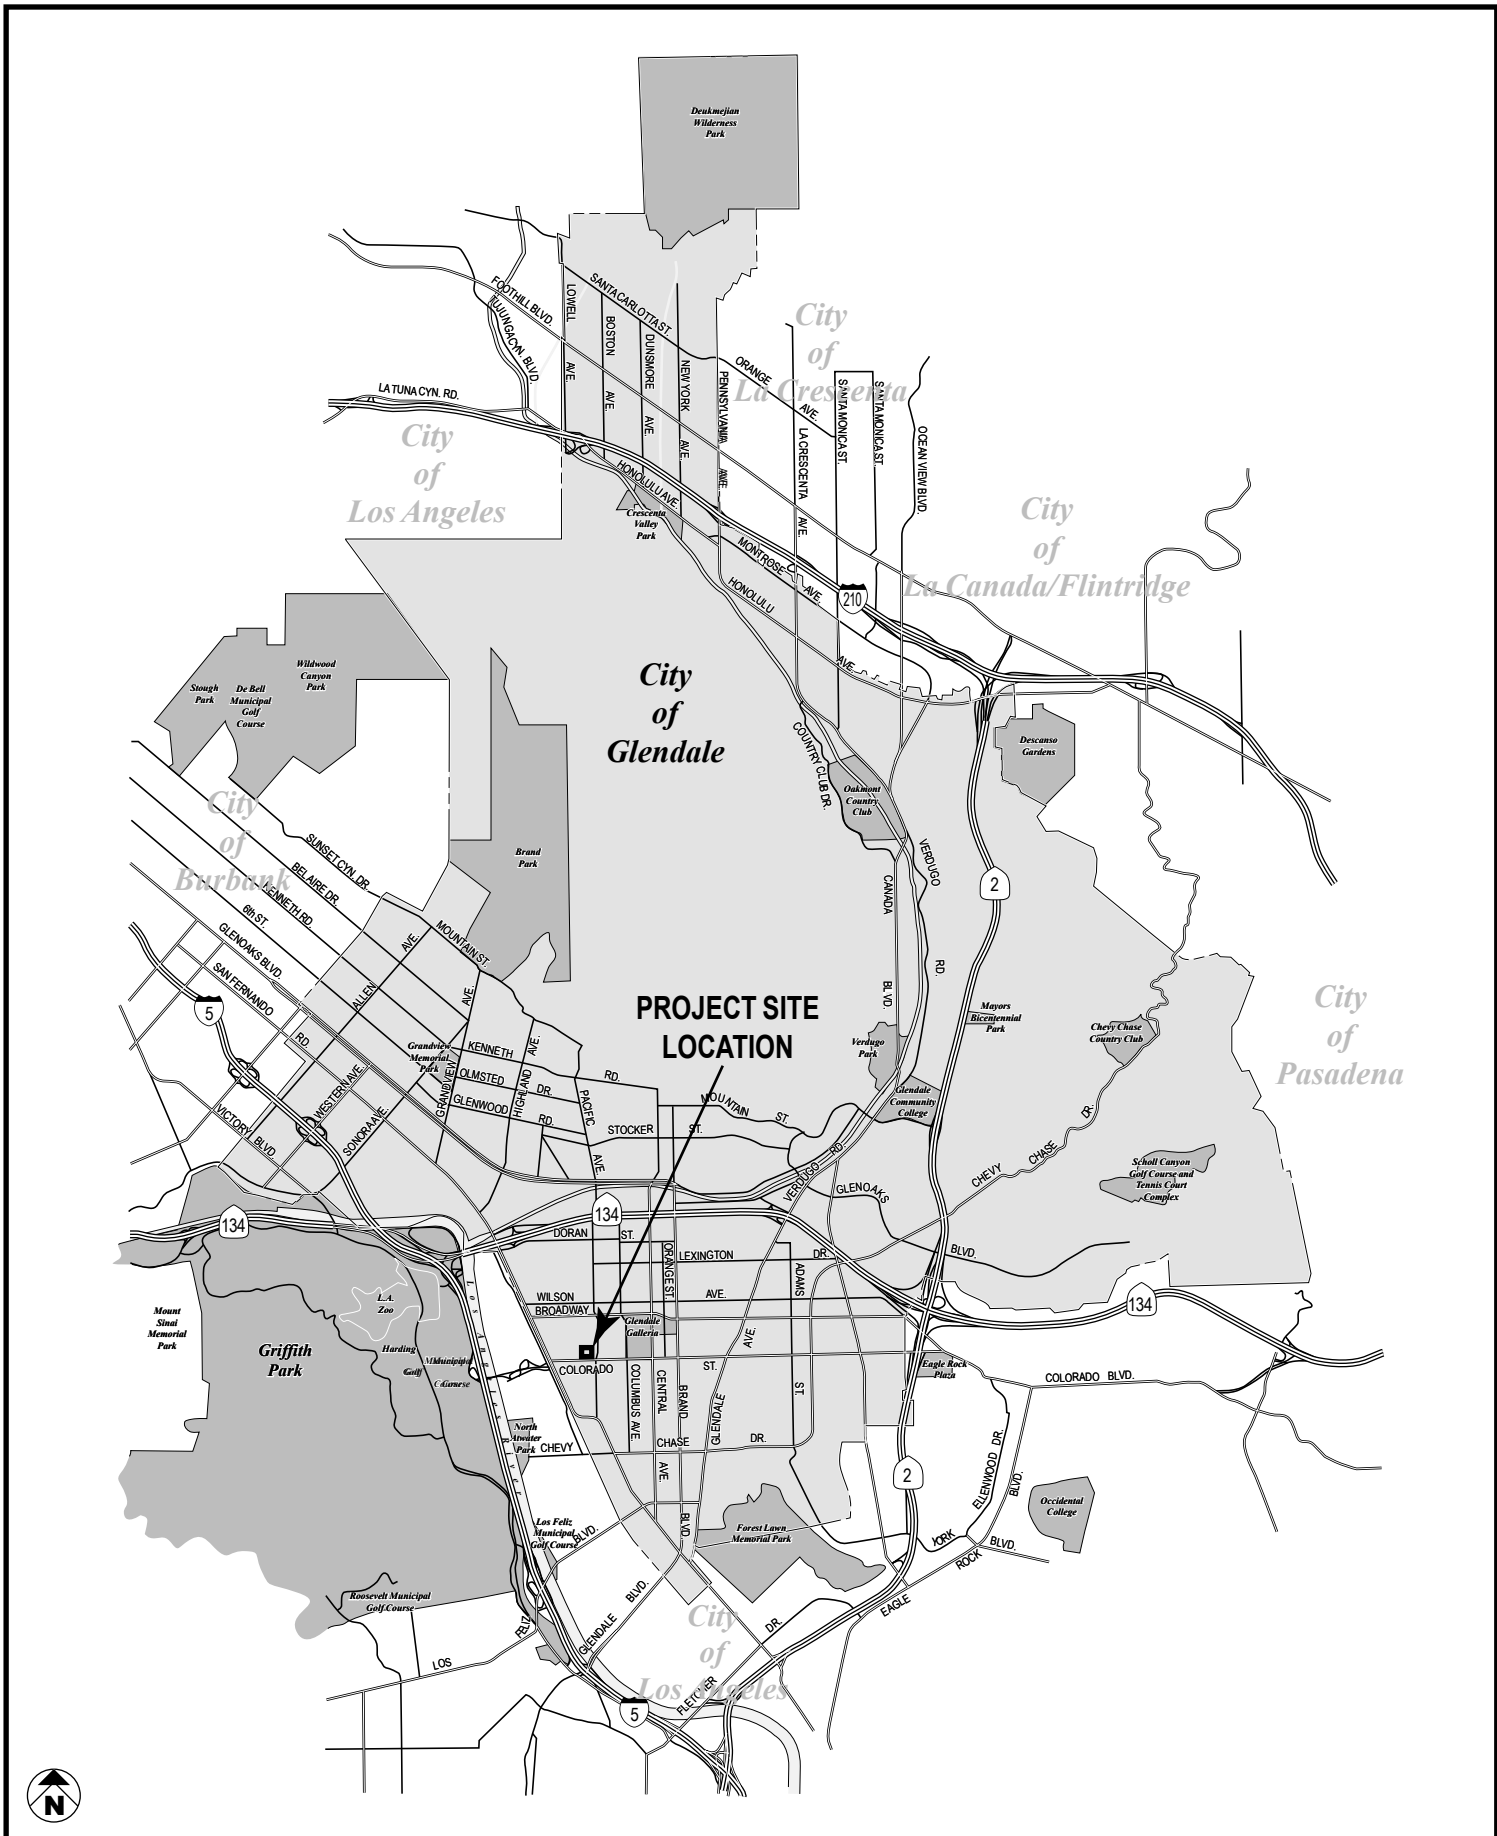 Deukmejian
Wilderness
Park
SANTA CARLOTTA ST.
FOOTHILL BLVD.
TUJUNGA CYN. BLVD.
LOWELL AVE.
BOSTON AVE.
DUNSMORE AVE.
NEW YORK AVE.
PENNSYLVANIA AVE.
ORANGE AVE.
City
of
La Crescenta
LA CRESCENTA AVE.
SANTA MONICA ST.
SANTA MONICA ST.
OCEAN VIEW BLVD.
LA TUNA CYN. RD.
City
of
Los Angeles
HONOLULU AVE.
Crescenta
Valley
Park
MONTROSE AVE.
HONOLULU AVE.
210
City
of
La Canada/Flintridge
Wildwood
Canyon
Park
Stough
Park
De Bell
Municipal
Golf
Course
City
of
Glendale
COUNTRY CLUB DR.
Oakmont
Country
Club
Descanso
Gardens
City
of
Burbank
SUNSET CYN. DR.
BELAIRE DR.
KENNETH RD.
6th ST.
GLENOAKS BLVD.
SAN FERNANDO RD.
Brand
Park
VERDUGO RD.
CANADA BLVD.
2
MOUNTAIN ST.
ALLEN AVE.
5
PROJECT SITE
LOCATION
Mayors
Bicentennial
Park
Chevy Chase
Country Club
City
of
Pasadena
Verdugo
Park
Glendale
Community
College
Grandview
Memorial
Park
GRANDVIEW AVE.
HIGHLAND AVE.
KENNETH RD.
OLMSTED DR.
GLENWOOD RD.
PACIFIC AVE.
WESTERN AVE.
SONORA AVE.
VICTORY BLVD
STOCKER ST.
MOUNTAIN ST.
VERDUGO RD
GLENOAKS BLVD.
CHEVY CHASE DR.
Scholl Canyon
Golf Course and
Tennis Court
Complex
134
134
DORAN ST.
ORANGE ST.
LEXINGTON DR.
ADAMS ST.
WILSON AVE.
BROADWAY
134
Mount
Sinai
Memorial
Park
L.A.
Zoo
Griffith
Park
Harding
Golf
Municipal
Course
Los Angeles River
Glendale
Galleria
COLORADO ST.
COLUMBUS AVE.
CENTRAL AVE.
BRAND BLVD.
GLENDALE AVE.
Eagle Rock
Plaza
COLORADO BLVD.
North
Atwater
Park
CHEVY CHASE DR.
2
ELLENWOOD DR.
Occidental
College
Los Feliz
Municipal
Golf Course
BLVD.
Forest Lawn
Memorial Park
YORK BLVD.
EAGLE ROCK BLVD.
Roosevelt Municipal
Golf Course
LOS FELIZ
GLENDALE BLVD.
City
of
Los Angeles
FLETCHER DR.
5
N